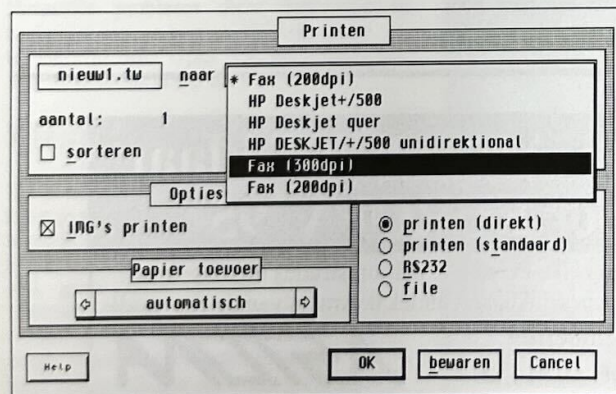 Printen
nieuw1.tw naar
* Fax (200dpi)
HP Deskjet+/500
HP Deskjet quer
HP DESKJET/+/500 unidirektional
Fax (300dpi)
Fax (200dpi)
aantal: 1
sorteren
Opties
IMG's printen
printen (direkt)
printen (standaard)
RS232
file
Papier toevoer
automatisch
Help
OK
bewaren
Cancel